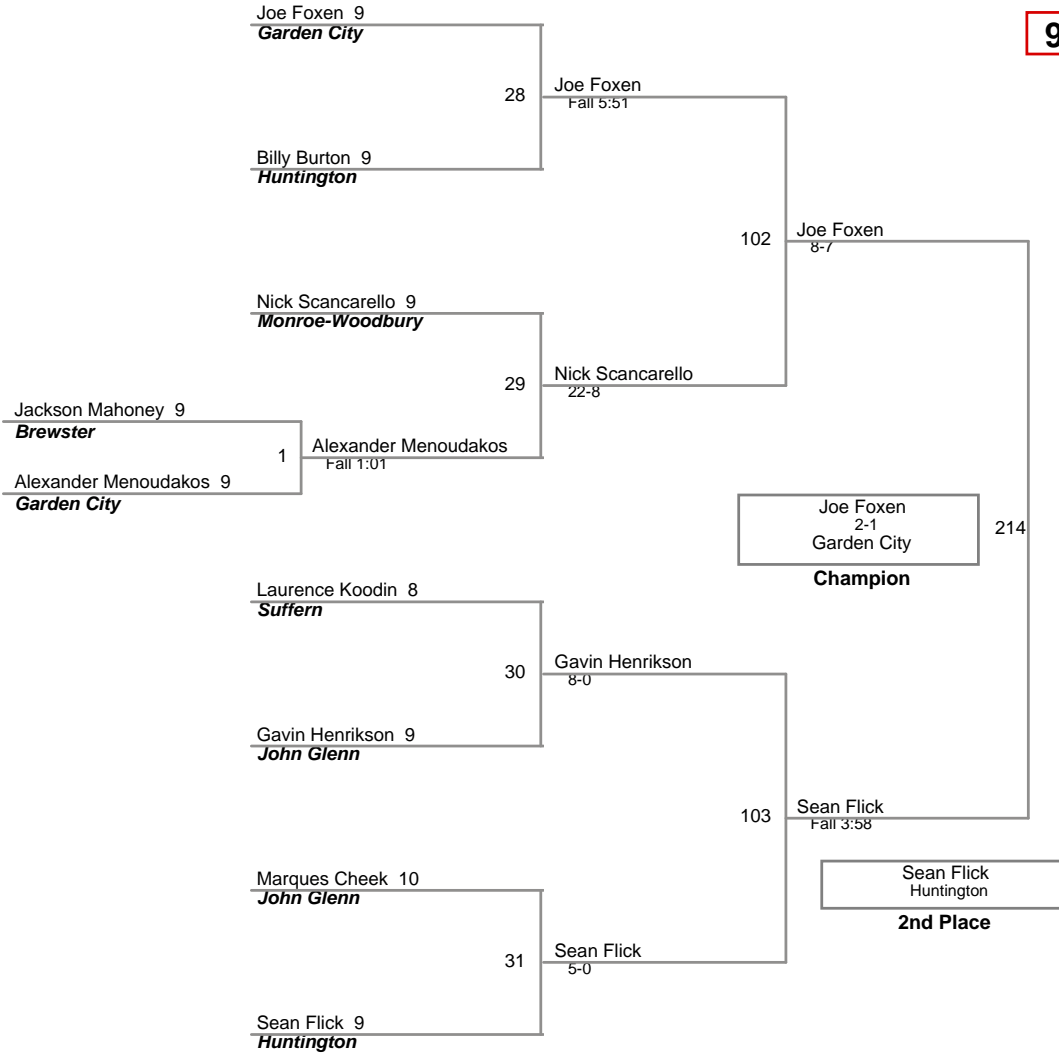 Joe Foxen 9
Garden City
9
28
Joe Foxen
Fall 5:51
Billy Burton 9
Huntington
102
Joe Foxen
8-7
Nick Scancarello 9
Monroe-Woodbury
29
Nick Scancarello
22-8
Jackson Mahoney 9
Brewster
1
Alexander Menoudakos
Fall 1:01
Alexander Menoudakos 9
Garden City
Joe Foxen
2-1
Garden City
214
Champion
Laurence Koodin 8
Suffern
30
Gavin Henrikson
8-0
Gavin Henrikson 9
John Glenn
103
Sean Flick
Fall 3:58
Marques Cheek 10
John Glenn
Sean Flick
Huntington
2nd Place
31
Sean Flick
5-0
Sean Flick 9
Huntington